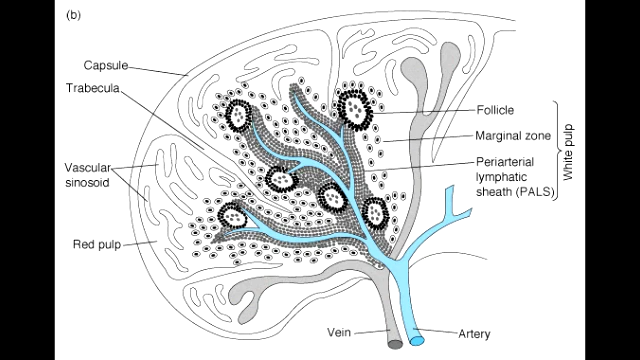 (b)
Capsule
Trabecula
Vascular
sinosoid
Red pulp
Follicle
Marginal zone
Periarterial
lymphatic
sheath (PALS)
White pulp
Vein
Artery